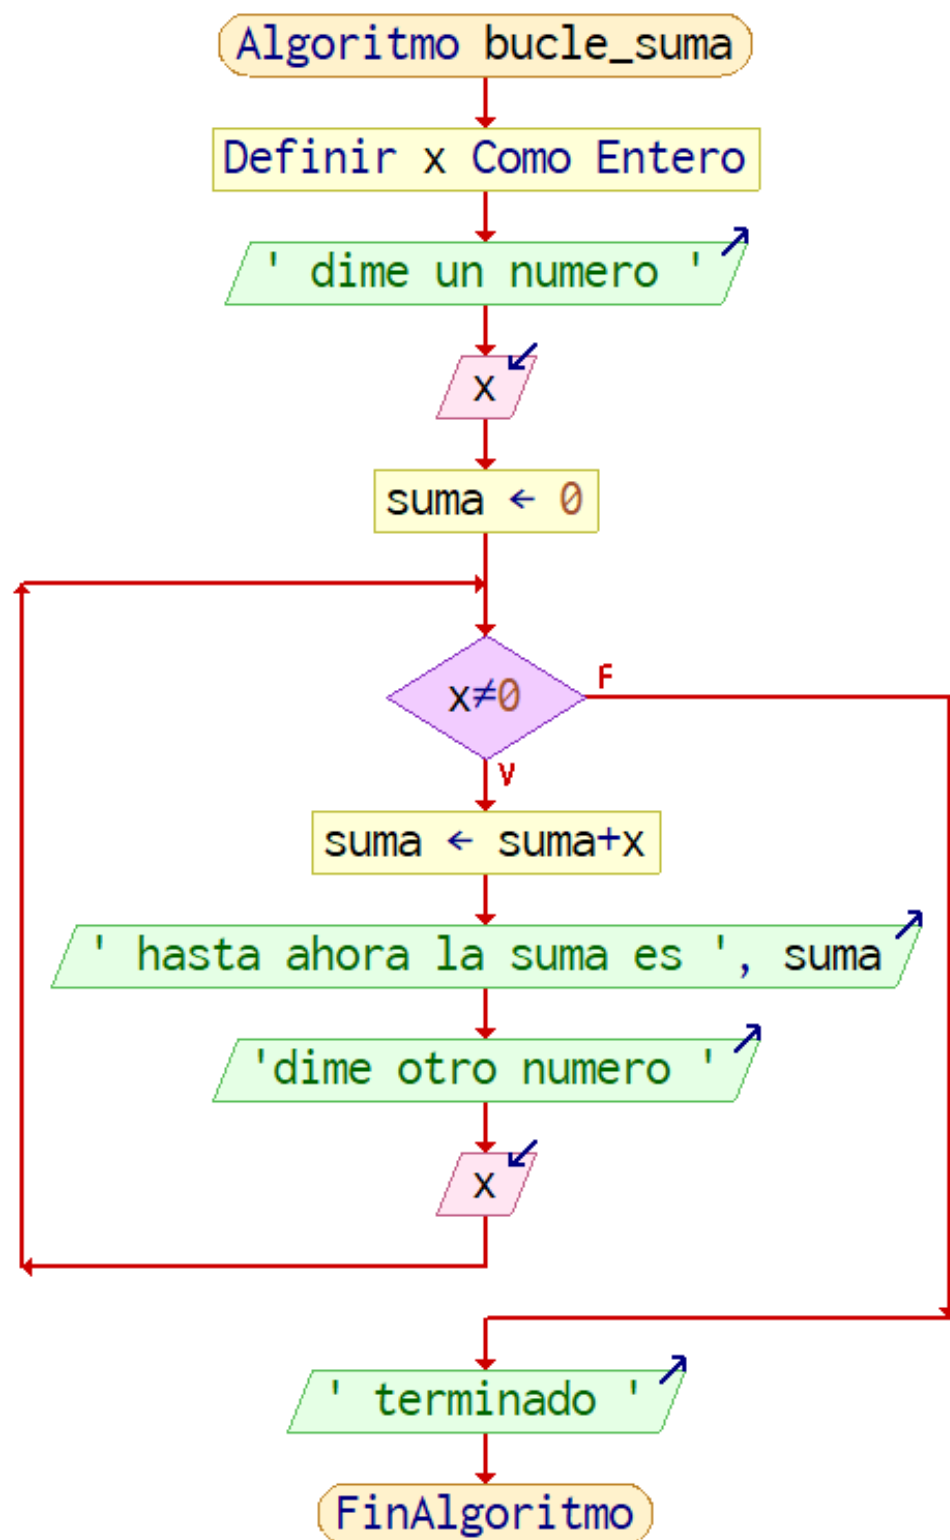 Algoritmo bucle_suma
Definir x Como Entero
' dime un numero '
x
suma ← 0
x≠0
F
V
suma ← suma+x
' hasta ahora la suma es ', suma
'dime otro numero '
x
' terminado '
FinAlgoritmo